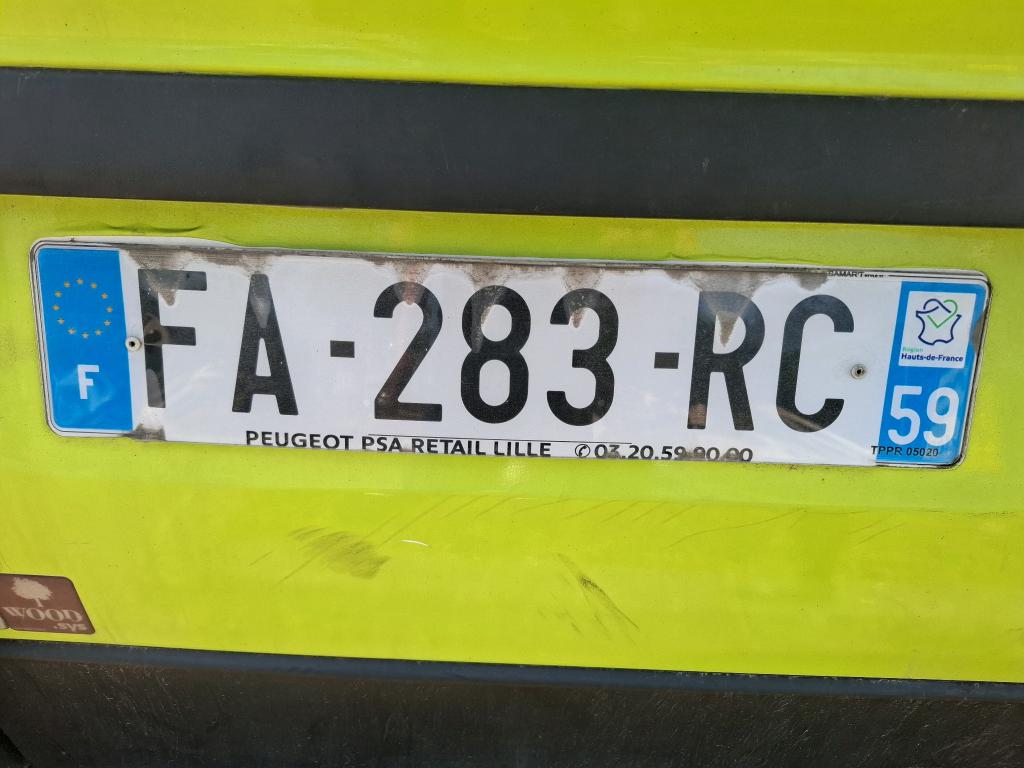 F
FA-283-RC
Région
Hauts-de-France
59
TPPR 05020
PEUGEOT PSA RETAIL LILLE ✆ 03.20.59.90.00
WOOD
.sys